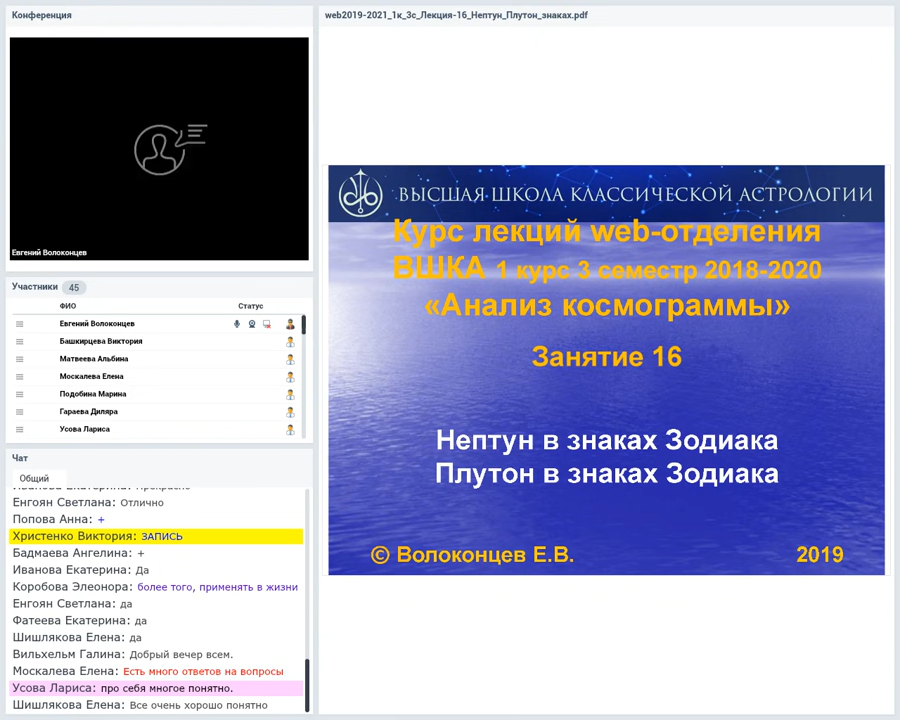 Конференция
Евгений Волоконцев
Участники 45
ФИО Статус
Евгений Волоконцев
Башкирцева Виктория
Матвеева Альбина
Москалева Елена
Подобина Марина
Гараева Диляра
Усова Лариса
Чат
Общий
Енгоян Светлана: Отлично
Попова Анна: +
Христенко Виктория: ЗАПИСЬ
Бадмаева Ангелина: +
Иванова Екатерина: Да
Коробова Элеонора: более того, применять в жизни
Енгоян Светлана: да
Фатеева Екатерина: да
Шишлякова Елена: да
Вильхельм Галина: Добрый вечер всем.
Москалева Елена: Есть много ответов на вопросы
Усова Лариса: про себя многое понятно.
Шишлякова Елена: Все очень хорошо понятно
web2019-2021_1к_3с_Лекция-16_Нептун_Плутон_знаках.pdf
ВЫСШАЯ ШКОЛА КЛАССИЧЕСКОЙ АСТРОЛОГИИ
Курс лекций web-отделения
ВШКА 1 курс 3 семестр 2018-2020
«Анализ космограммы»
Занятие 16
Нептун в знаках Зодиака
Плутон в знаках Зодиака
© Волоконцев Е.В. 2019